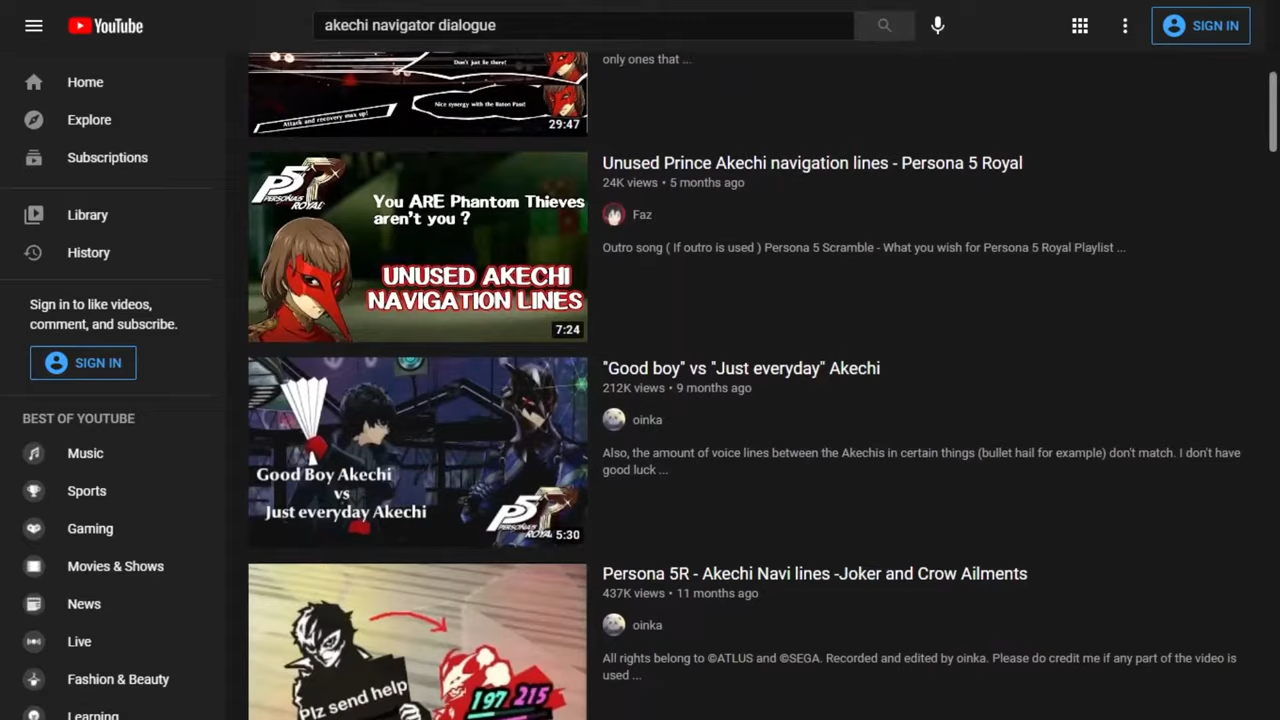 YouTube
akechi navigator dialogue
SIGN IN
Home
Explore
Subscriptions
Library
History
Sign in to like videos,
comment, and subscribe.
SIGN IN
BEST OF YOUTUBE
Music
Sports
Gaming
Movies & Shows
News
Live
Fashion & Beauty
Learning
Don't just lie there!
Nice synergy with the Baton Pass!
Attack and recovery max up!
29:47
only ones that ...
P5
PERSONA5
ROYAL
You ARE Phantom Thieves
aren't you ?
UNUSED AKECHI
NAVIGATION LINES
7:24
Unused Prince Akechi navigation lines - Persona 5 Royal
24K views • 5 months ago
Faz
Outro song ( If outro is used ) Persona 5 Scramble - What you wish for Persona 5 Royal Playlist ...
Good Boy Akechi
vs
Just everyday Akechi
P5
PERSONA5
ROYAL
5:30
"Good boy" vs "Just everyday" Akechi
212K views • 9 months ago
oinka
Also, the amount of voice lines between the Akechis in certain things (bullet hail for example) don't match. I don't have
good luck ...
Plz send help
197 215
Persona 5R - Akechi Navi lines -Joker and Crow Ailments
437K views • 11 months ago
oinka
All rights belong to ©ATLUS and ©SEGA. Recorded and edited by oinka. Please do credit me if any part of the video is
used ...